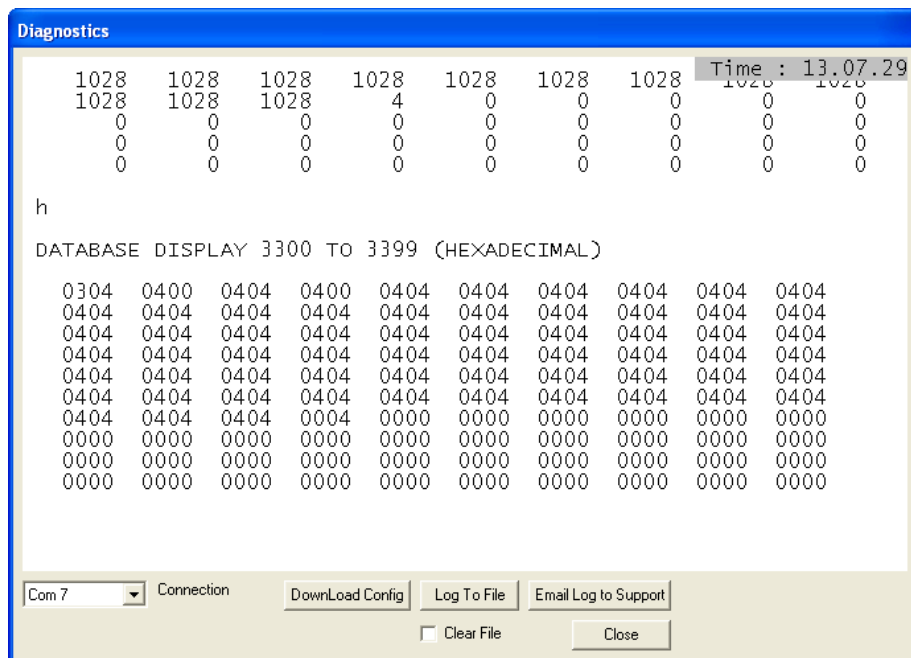 Diagnostics
Time : 13.07.29
1028 1028 1028 1028 1028 1028 1028 1028 1028
1028 1028 1028 4 0 0 0 0 0
0 0 0 0 0 0 0 0 0
0 0 0 0 0 0 0 0 0
0 0 0 0 0 0 0 0 0
h
DATABASE DISPLAY 3300 TO 3399 (HEXADECIMAL)
0304 0400 0404 0400 0404 0404 0404 0404 0404 0404
0404 0404 0404 0404 0404 0404 0404 0404 0404 0404
0404 0404 0404 0404 0404 0404 0404 0404 0404 0404
0404 0404 0404 0404 0404 0404 0404 0404 0404 0404
0404 0404 0404 0404 0404 0404 0404 0404 0404 0404
0404 0404 0404 0404 0404 0404 0404 0404 0404 0404
0404 0404 0404 0004 0000 0000 0000 0000 0000 0000
0000 0000 0000 0000 0000 0000 0000 0000 0000 0000
0000 0000 0000 0000 0000 0000 0000 0000 0000 0000
0000 0000 0000 0000 0000 0000 0000 0000 0000 0000
Com 7 Connection DownLoad Config Log To File Email Log to Support
Clear File Close